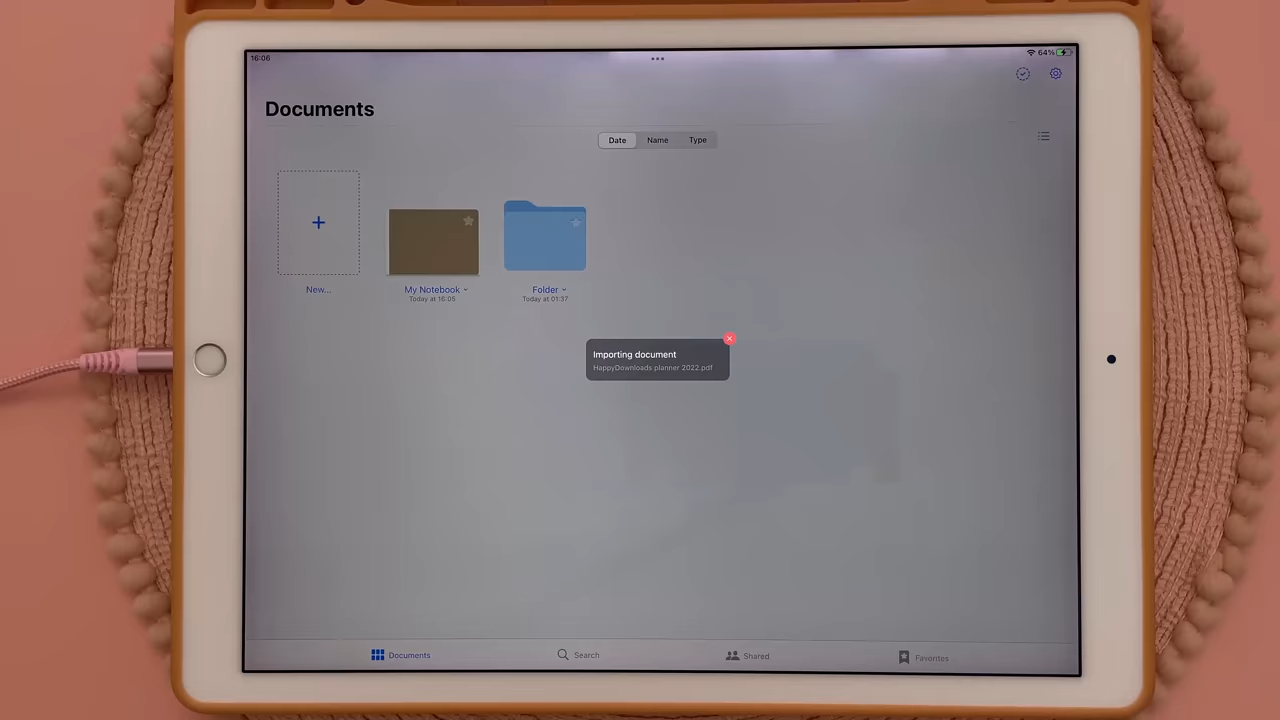 16:06
64%
Documents
Date Name Type
New...
My Notebook
Today at 16:05
Folder
Today at 01:37
Importing document
HappyDownloads planner 2022.pdf
Documents Search Shared Favorites